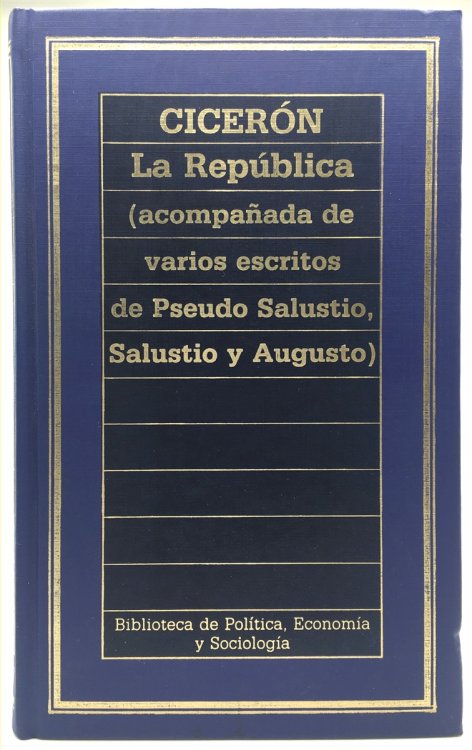 CICERÓN
La República
(acompañada de
varios escritos
de Pseudo Salustio,
Salustio y Augusto)
Biblioteca de Política, Economía
y Sociología